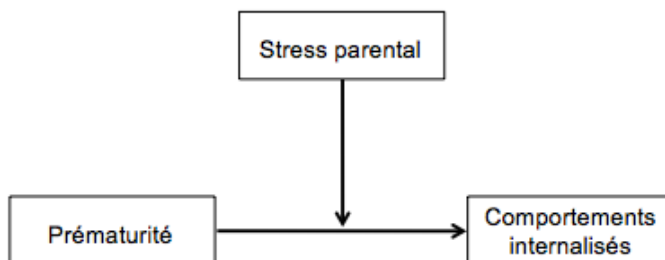 Stress parental
Prématurité
Comportements
internalisés